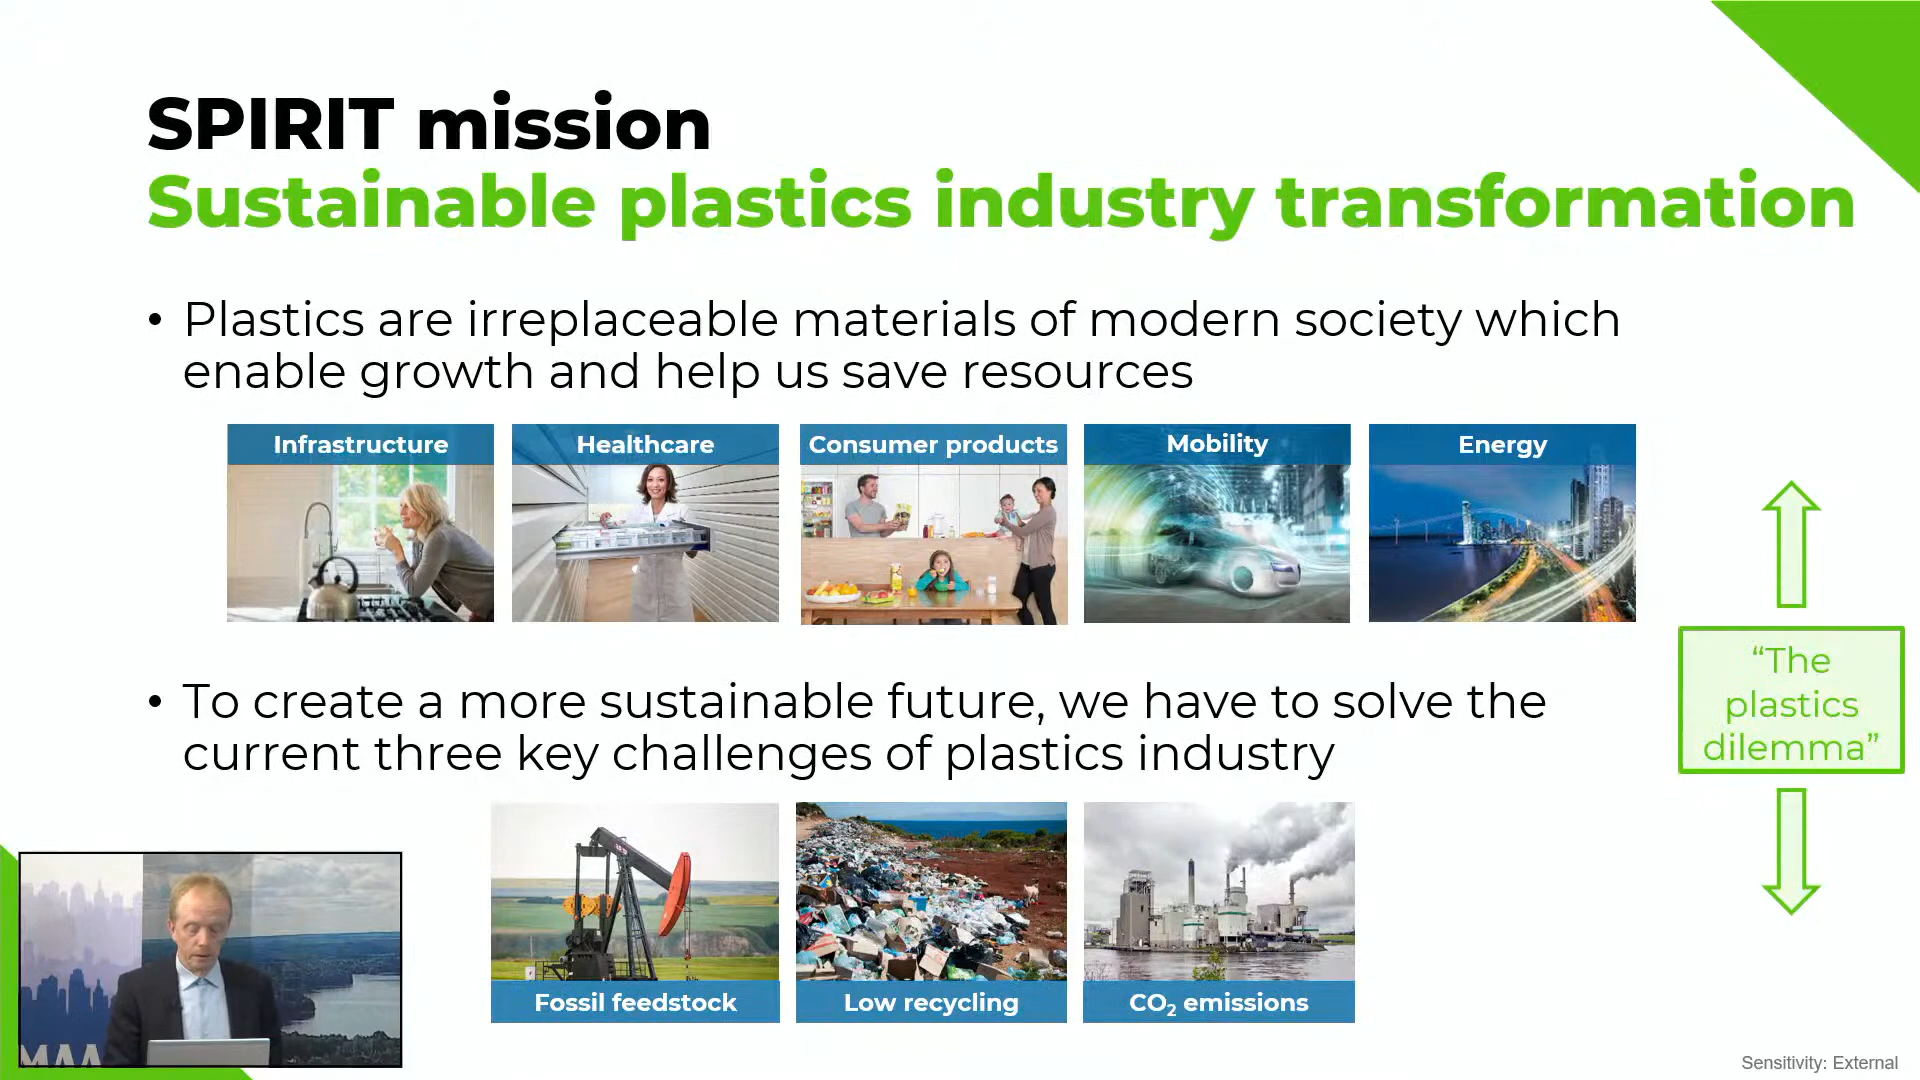 SPIRIT mission
Sustainable plastics industry transformation
• Plastics are irreplaceable materials of modern society which
enable growth and help us save resources
Infrastructure
Healthcare
Consumer products
Mobility
Energy
“The
plastics
dilemma”
• To create a more sustainable future, we have to solve the
current three key challenges of plastics industry
Fossil feedstock
Low recycling
CO₂ emissions
MAA
Sensitivity: External